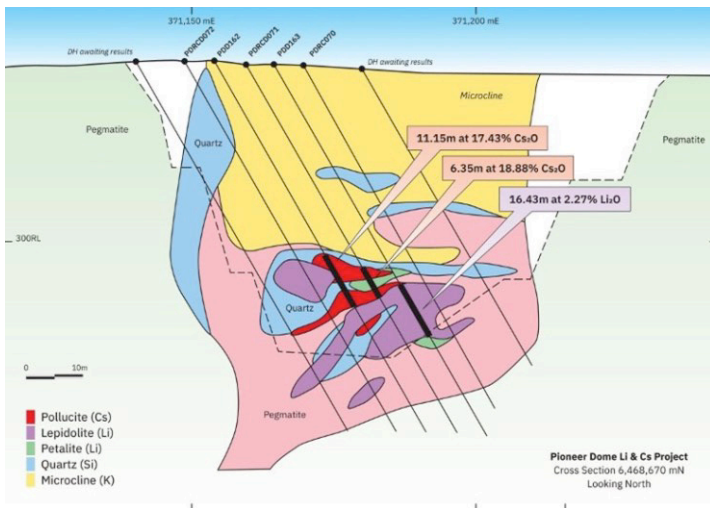 371,150 mE
371,200 mE
DH awaiting results
PDRCD072
PDD162
PDRCD071
PDD163
PDRC070
DH awaiting results
Pegmatite
Quartz
Microcline
Pegmatite
11.15m at 17.43% Cs₂O
6.35m at 18.88% Cs₂O
16.43m at 2.27% Li₂O
300RL
Quartz
0 10m
Pegmatite
Pollucite (Cs)
Lepidolite (Li)
Petalite (Li)
Quartz (Si)
Microcline (K)
Pioneer Dome Li & Cs Project
Cross Section 6,468,670 mN
Looking North